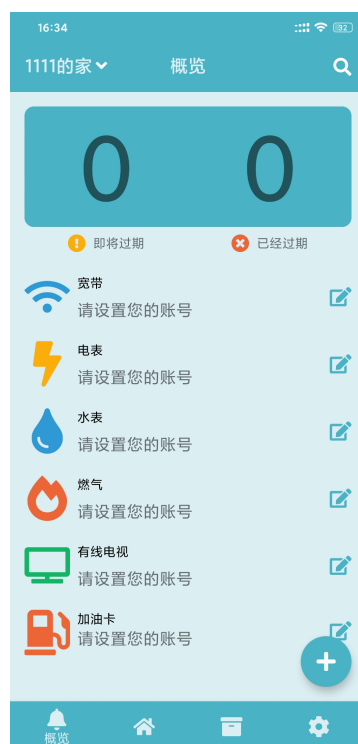 16:34
92
1111的家
概览
0 0
即将过期
已经过期
宽带
请设置您的账号
电表
请设置您的账号
水表
请设置您的账号
燃气
请设置您的账号
有线电视
请设置您的账号
加油卡
请设置您的账号
概览